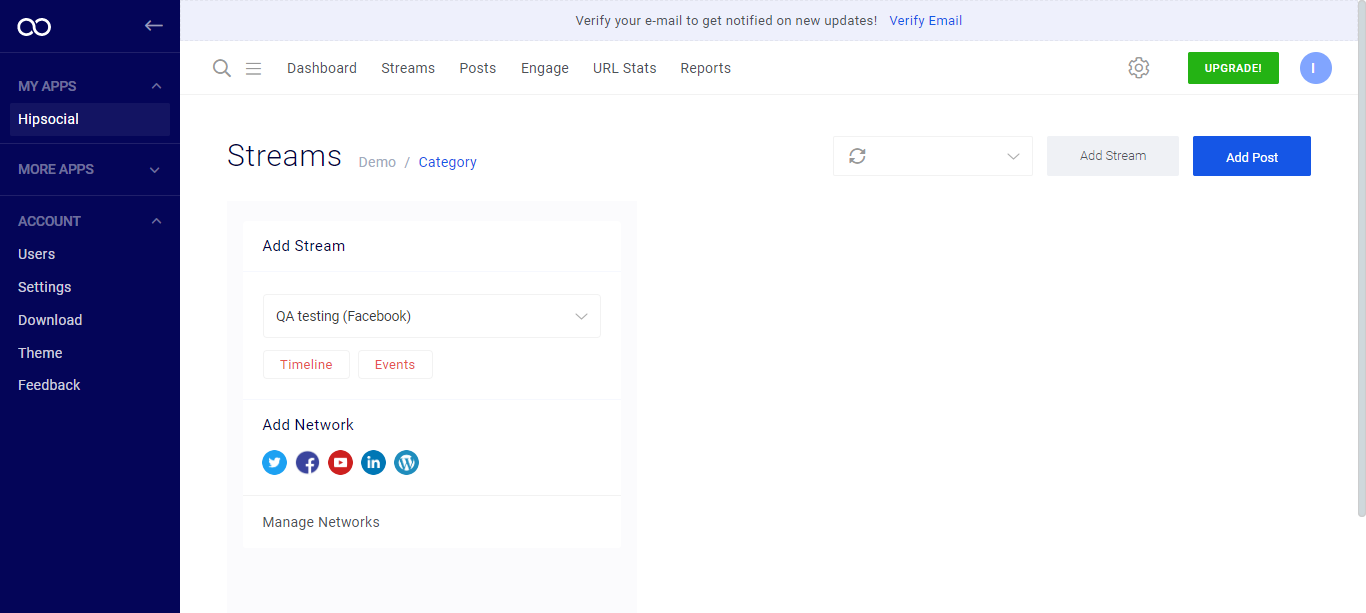 Verify your e-mail to get notified on new updates! Verify Email
MY APPS
Hipsocial
MORE APPS
ACCOUNT
Users
Settings
Download
Theme
Feedback
Dashboard Streams Posts Engage URL Stats Reports
UPGRADE! I
Streams Demo / Category
Add Stream Add Post
Add Stream
QA testing (Facebook)
Timeline Events
Add Network
in
Manage Networks